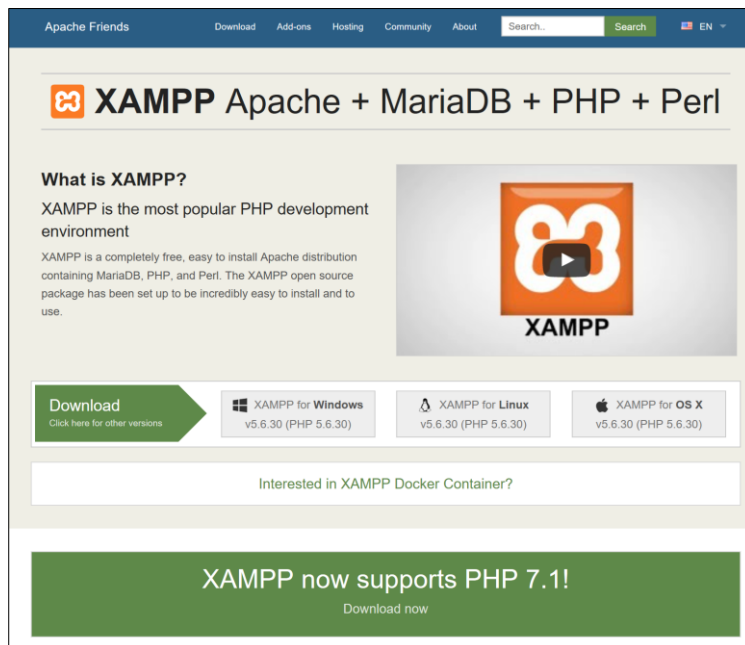 Apache Friends
Download Add-ons Hosting Community About Search.. Search EN
XAMPP Apache + MariaDB + PHP + Perl
What is XAMPP?
XAMPP is the most popular PHP development
environment
XAMPP is a completely free, easy to install Apache distribution
containing MariaDB, PHP, and Perl. The XAMPP open source
package has been set up to be incredibly easy to install and to
use.
XAMPP
Download
Click here for other versions
XAMPP for Windows
v5.6.30 (PHP 5.6.30)
XAMPP for Linux
v5.6.30 (PHP 5.6.30)
XAMPP for OS X
v5.6.30 (PHP 5.6.30)
Interested in XAMPP Docker Container?
XAMPP now supports PHP 7.1!
Download now